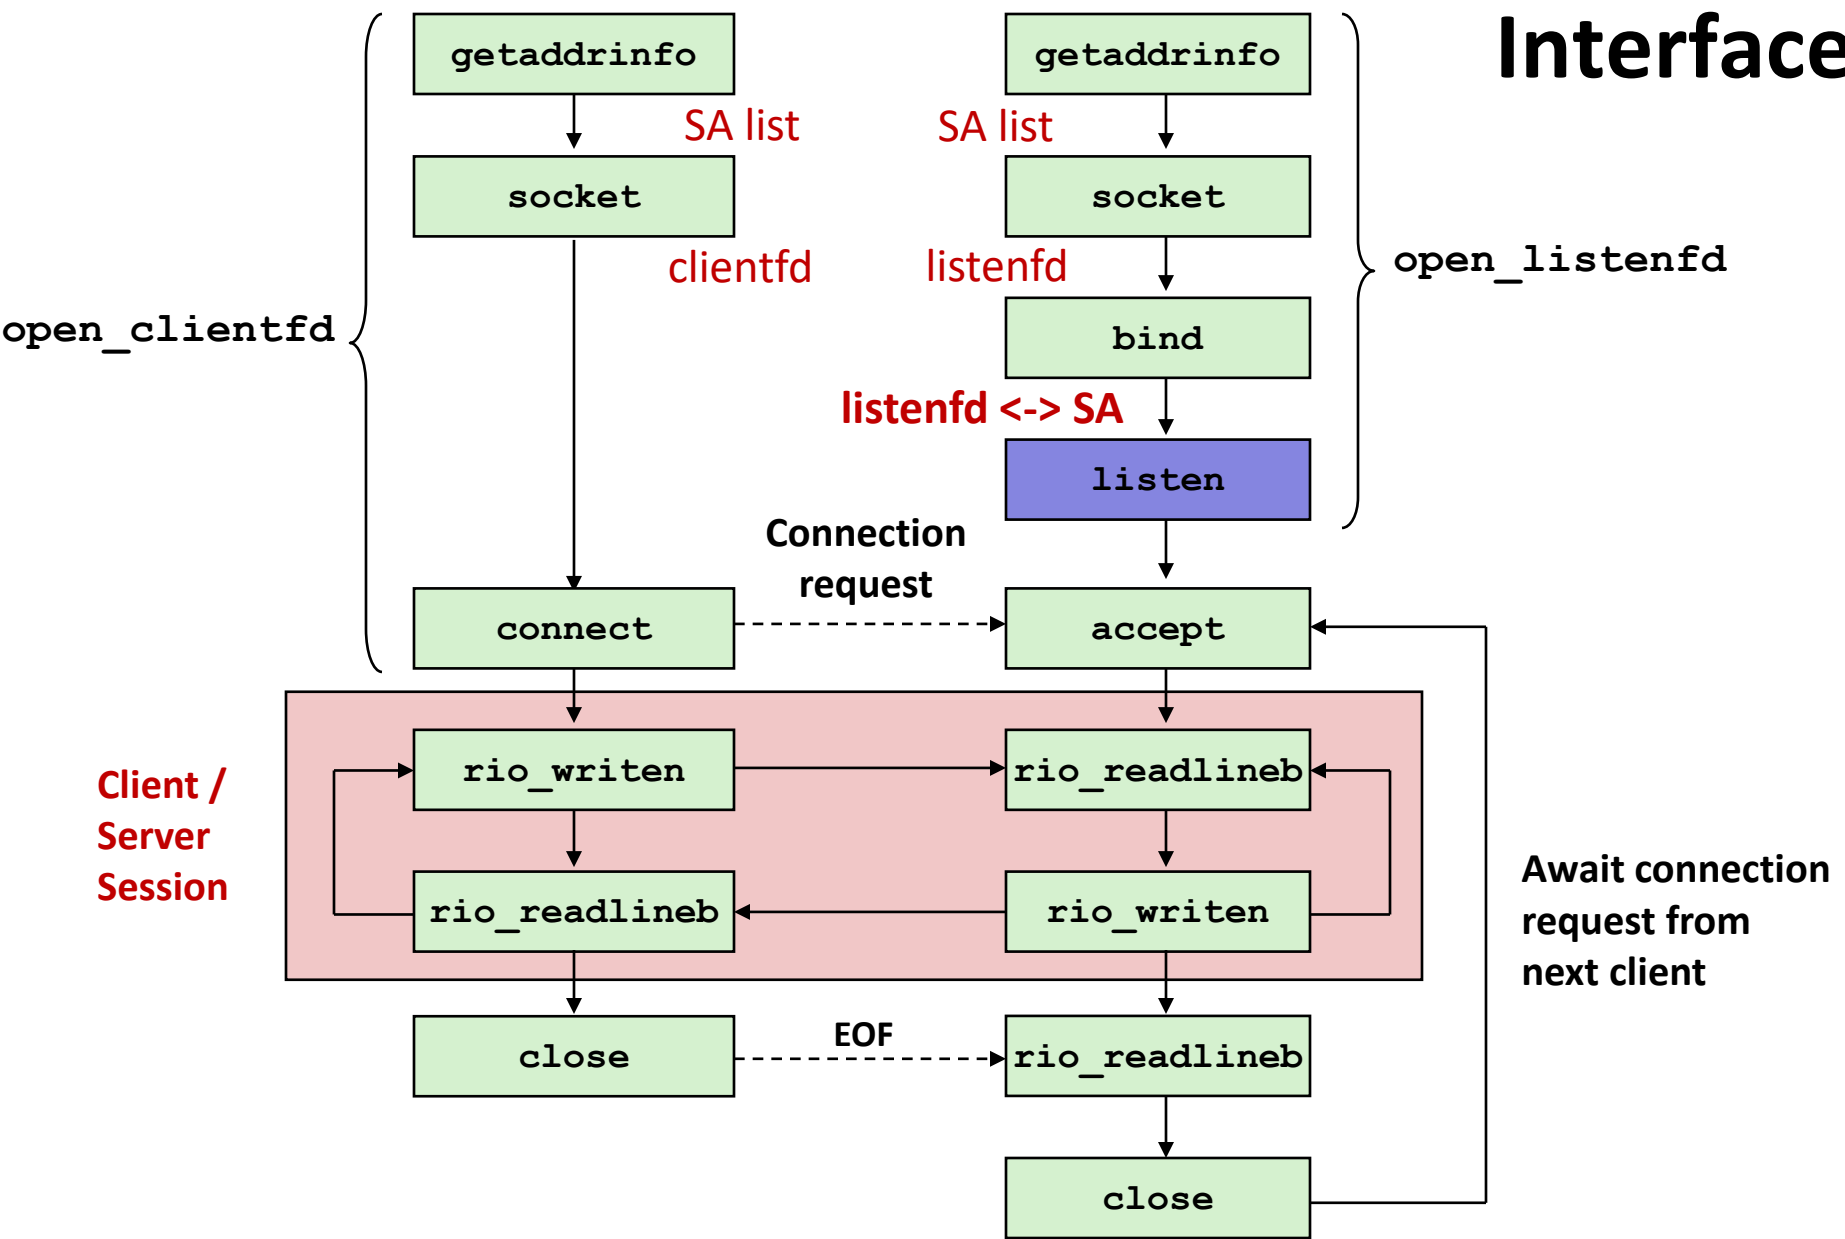 Interface
getaddrinfo
getaddrinfo
SA list
SA list
socket
socket
clientfd
listenfd
open_listenfd
open_clientfd
bind
listenfd <-> SA
listen
Connection
request
connect
accept
Client /
Server
Session
rio_writen
rio_readlineb
rio_readlineb
rio_writen
Await connection
request from
next client
close
EOF
rio_readlineb
close